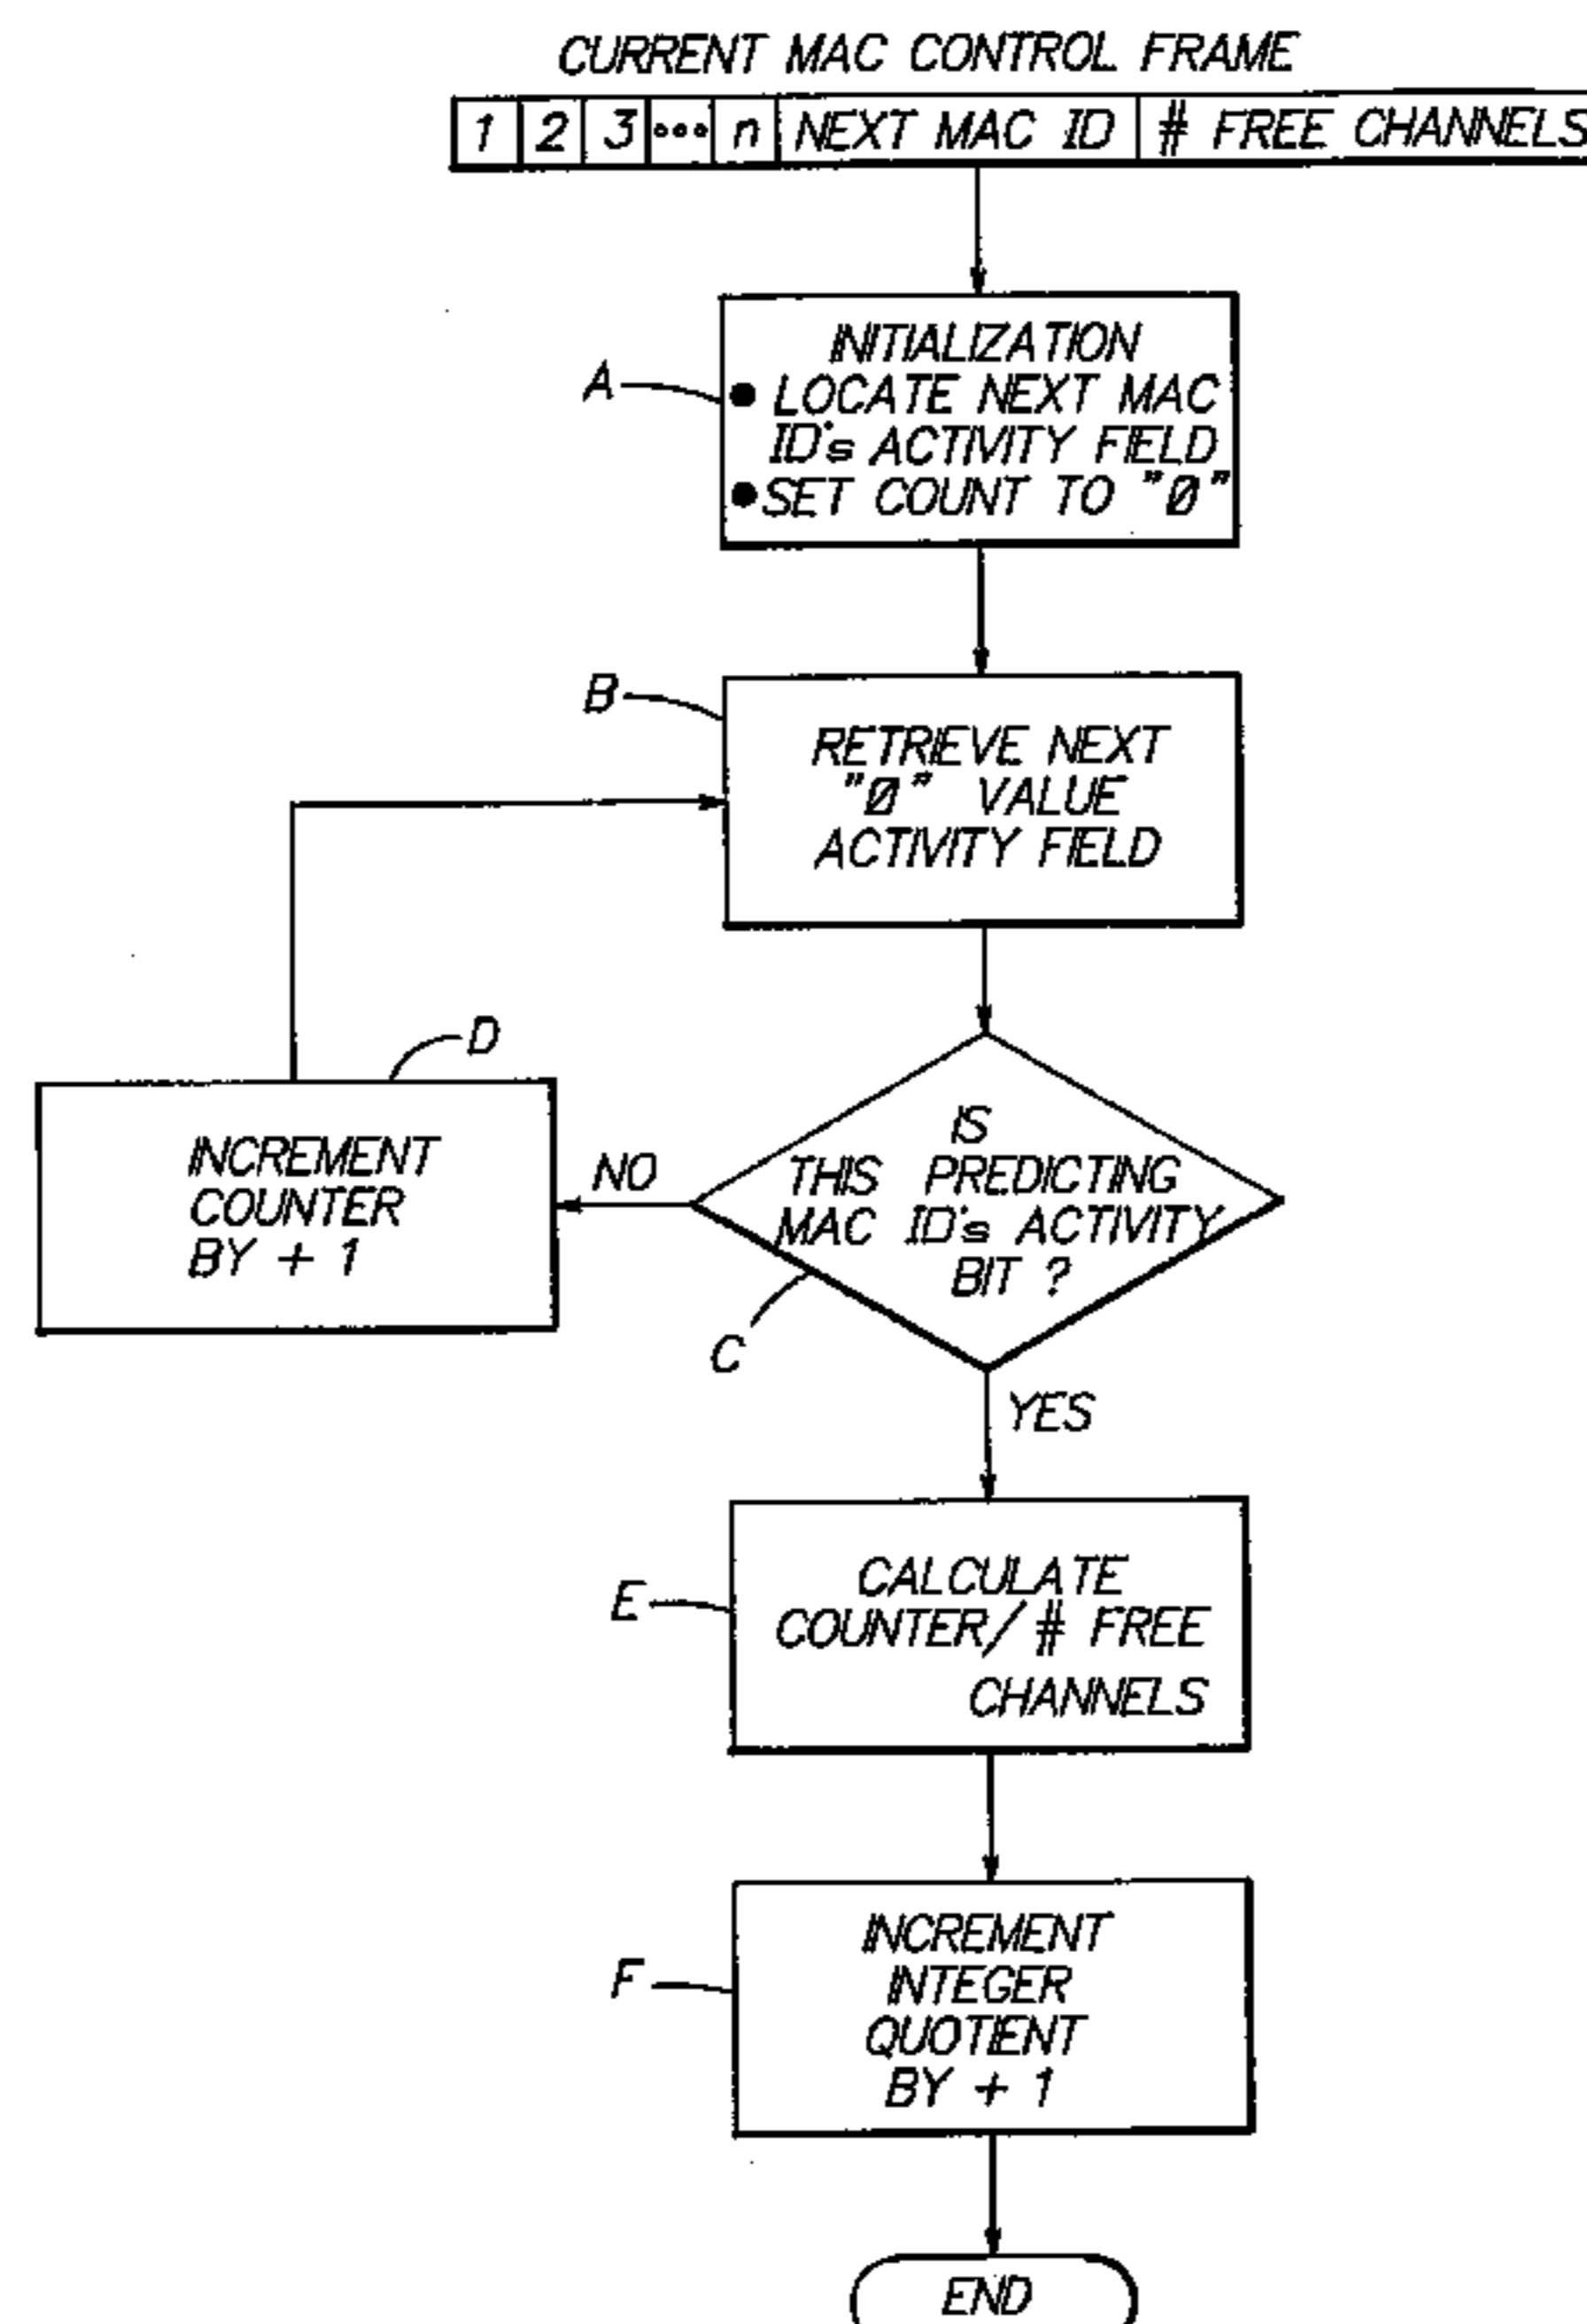 CURRENT MAC CONTROL FRAME
1 2 3 ••• n NEXT MAC ID # FREE CHANNELS
INITIALIZATION
A
● LOCATE NEXT MAC
ID's ACTIVITY FIELD
● SET COUNT TO "Ø"
B
RETRIEVE NEXT
"Ø" VALUE
ACTIVITY FIELD
D
INCREMENT
COUNTER
BY + 1
NO
IS
THIS PREDICTING
MAC ID's ACTIVITY
BIT ?
C
YES
E
CALCULATE
COUNTER/# FREE
CHANNELS
F
INCREMENT
INTEGER
QUOTIENT
BY + 1
END